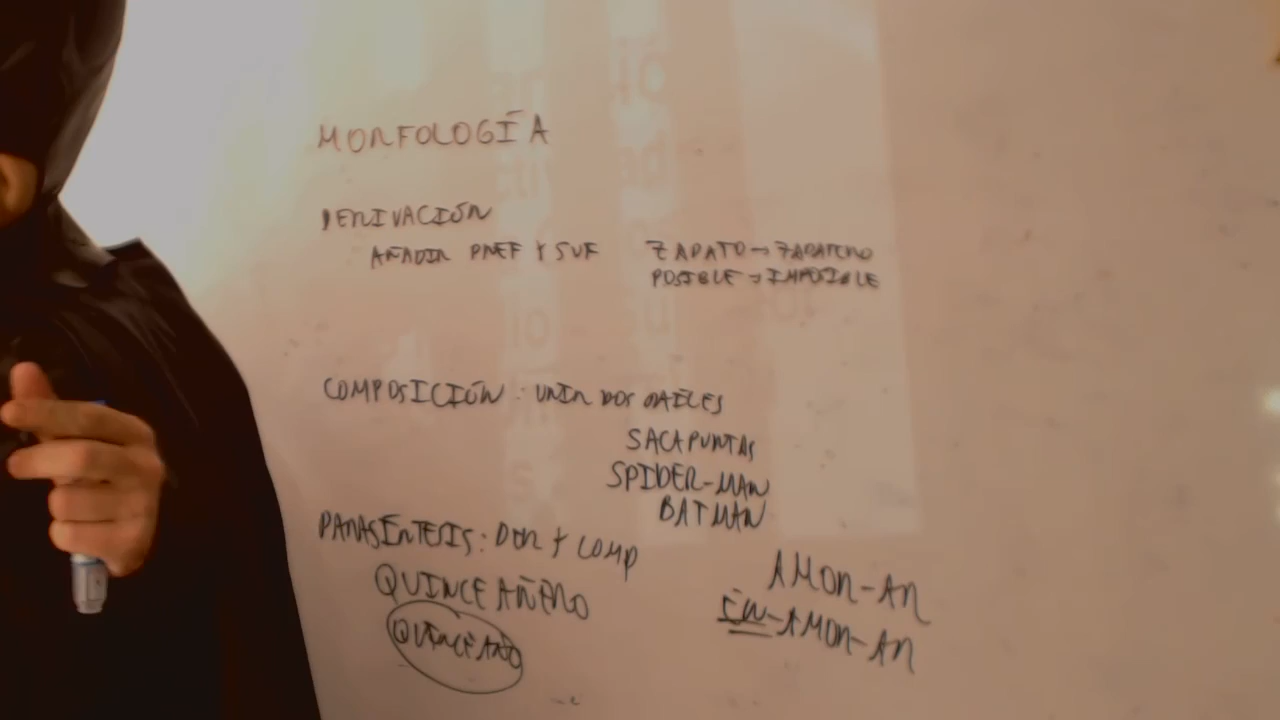 MORFOLOGÍA
DERIVACIÓN
AÑADIR PREF Y SUF ZAPATO → ZAPATERO
POSIBLE → IMPOSIBLE
COMPOSICIÓN: UNIR DOS RAÍCES
SACAPUNTAS
SPIDER-MAN
BATMAN
PARASÍNTESIS: DER + COMP
QUINCEAÑERO
QUINCEAÑO
AMOR-AR
EN-AMOR-AR